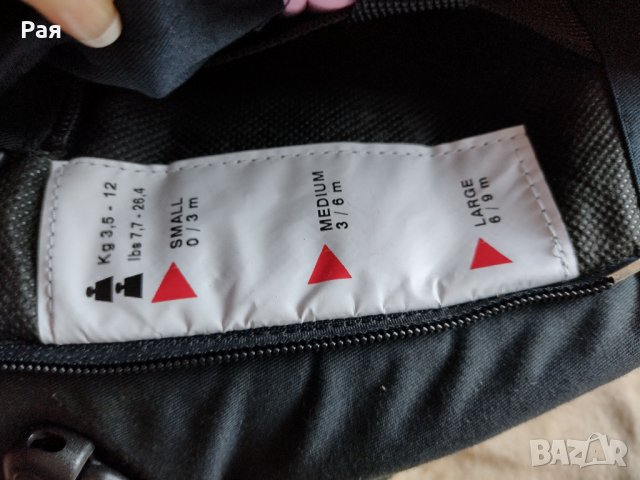 Рая
Kg 3,5 - 12
lbs 7,7 - 26,4
SMALL
0 / 3 m
MEDIUM
3 / 6 m
LARGE
6 / 9 m
BAZAR